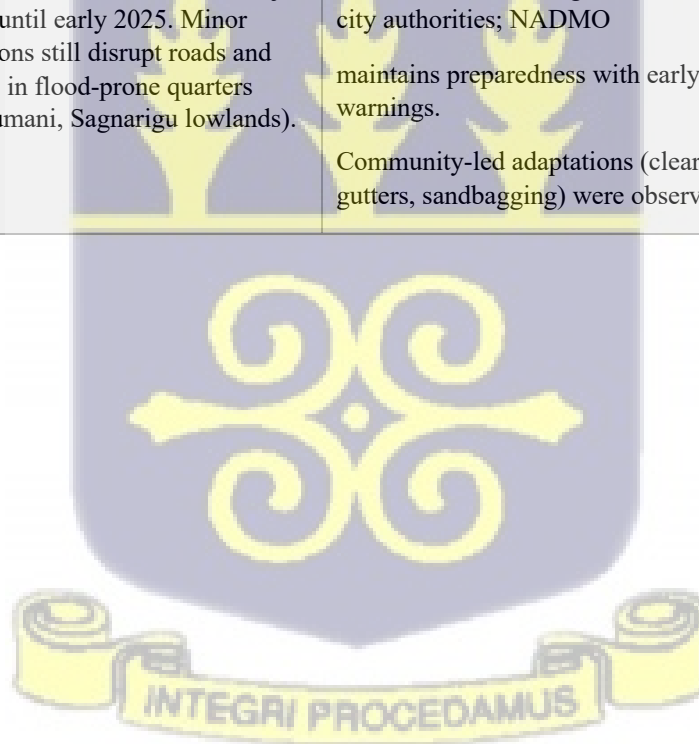 until early 2025. Minor
ons still disrupt roads and
in flood-prone quarters
umani, Sagnarigu lowlands).
city authorities; NADMO
maintains preparedness with early
warnings.
Community-led adaptations (clear
gutters, sandbagging) were observ
INTEGRI PROCEDAMUS